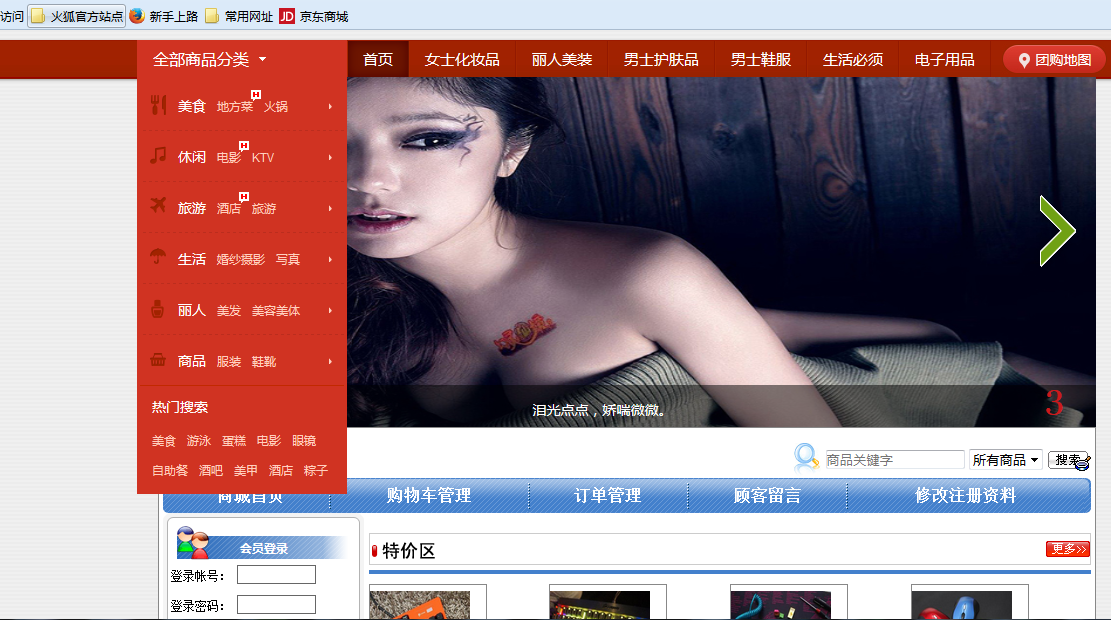 访问 火狐官方站点 新手上路 常用网址 JD 京东商城
全部商品分类 首页 女士化妆品 丽人美装 男士护肤品 男士鞋服 生活必须 电子用品 团购地图
美食 地方菜 H 火锅
休闲 电影 H KTV
旅游 酒店 H 旅游
生活 婚纱摄影 写真
丽人 美发 美容美体
商品 服装 鞋靴
热门搜索
美食 游泳 蛋糕 电影 眼镜
自助餐 酒吧 美甲 酒店 粽子
泪光点点，娇喘微微。
3
商品关键字 所有商品 搜索
商城首页 购物车管理 订单管理 顾客留言 修改注册资料
会员登录
登录帐号：
登录密码：
特价区 更多>>